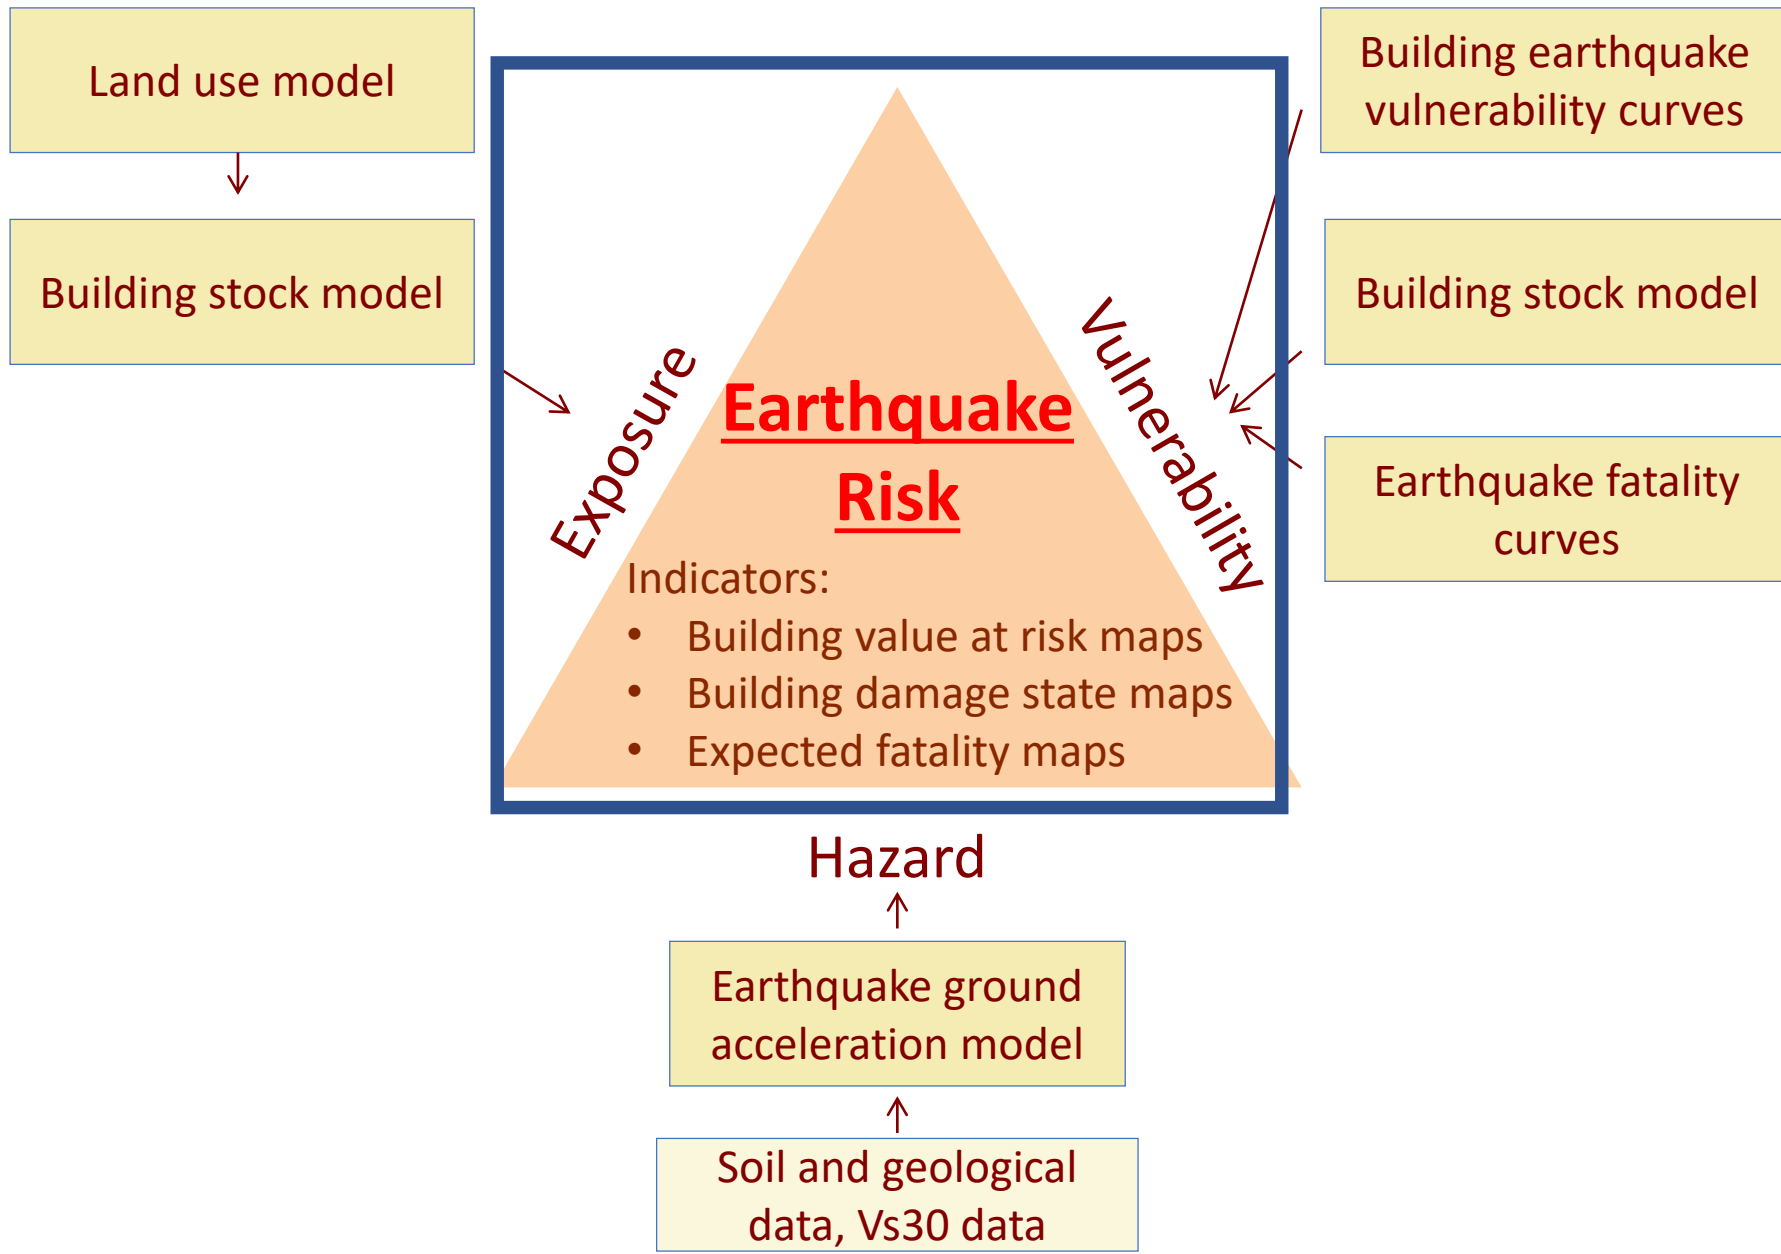 Land use model
Building stock model
Building earthquake
vulnerability curves
Building stock model
Earthquake fatality
curves
Exposure
Vulnerability
Earthquake
Risk
Indicators:
• Building value at risk maps
• Building damage state maps
• Expected fatality maps
Hazard
Earthquake ground
acceleration model
Soil and geological
data, Vs30 data